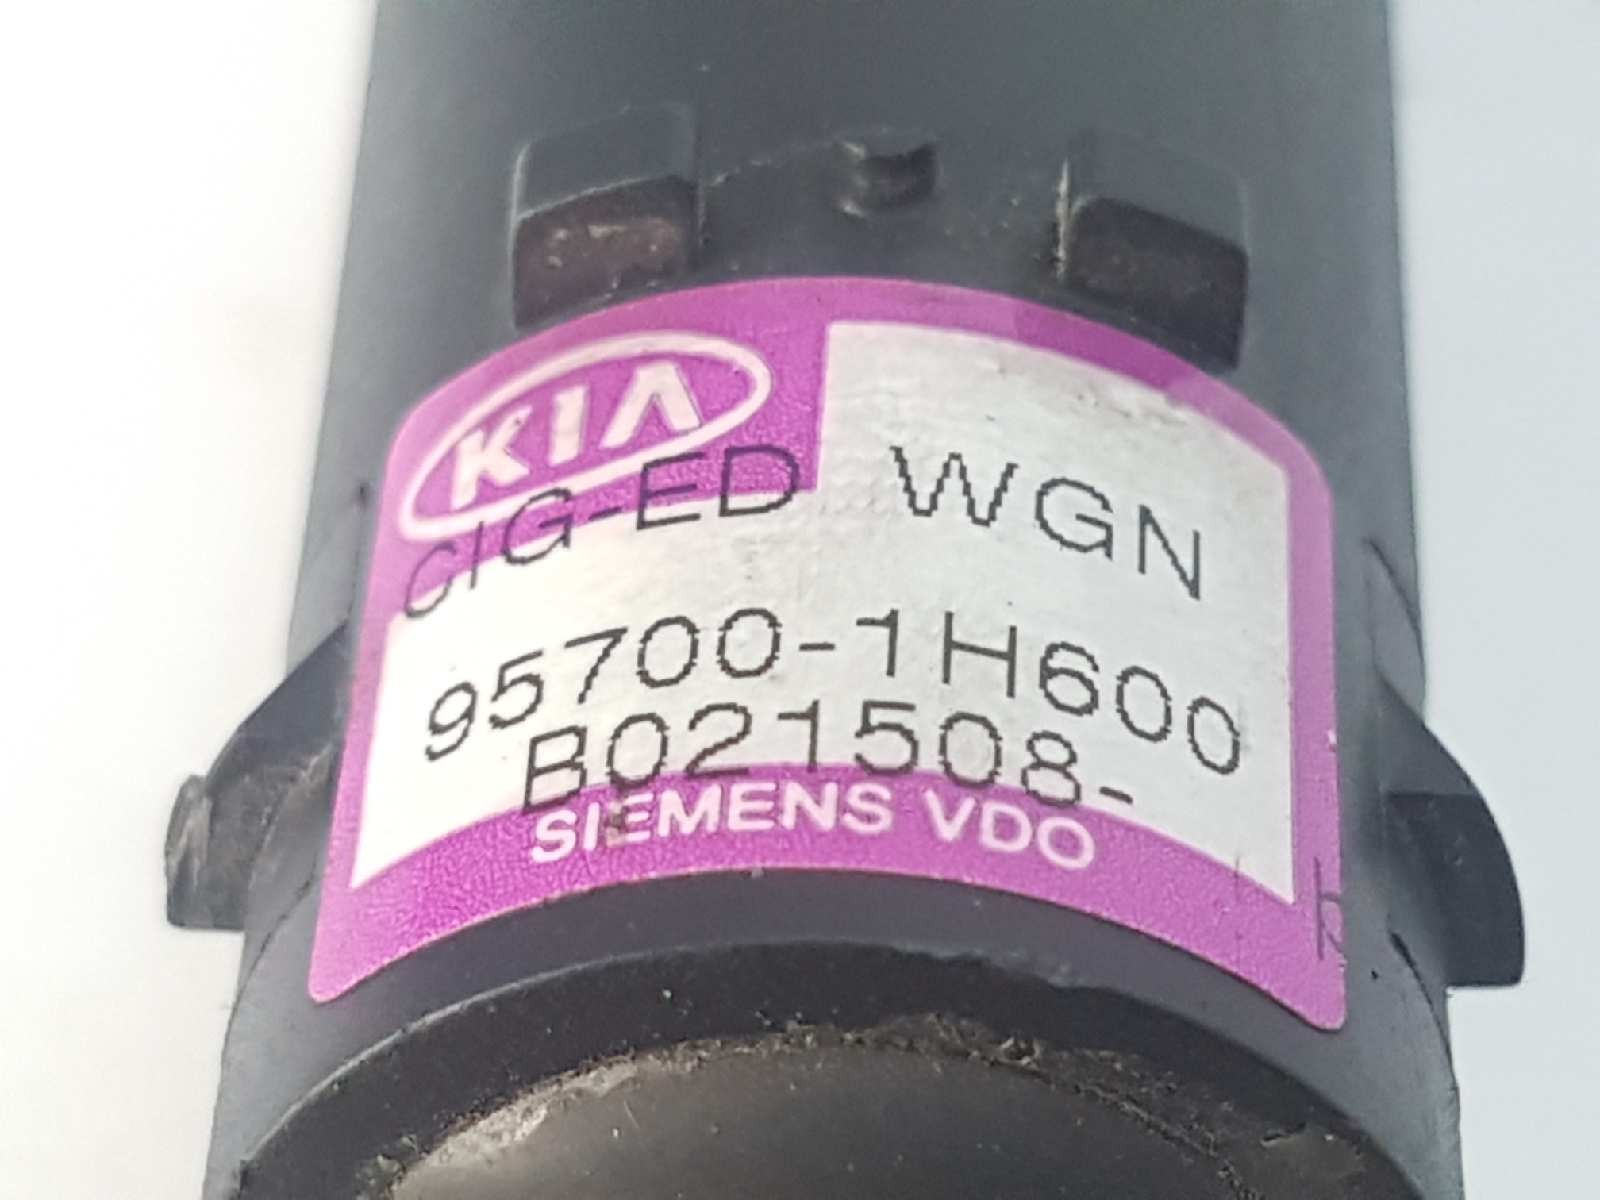 KIA
CIG-ED WGN
95700-1H600
B021508-
SIEMENS VDO